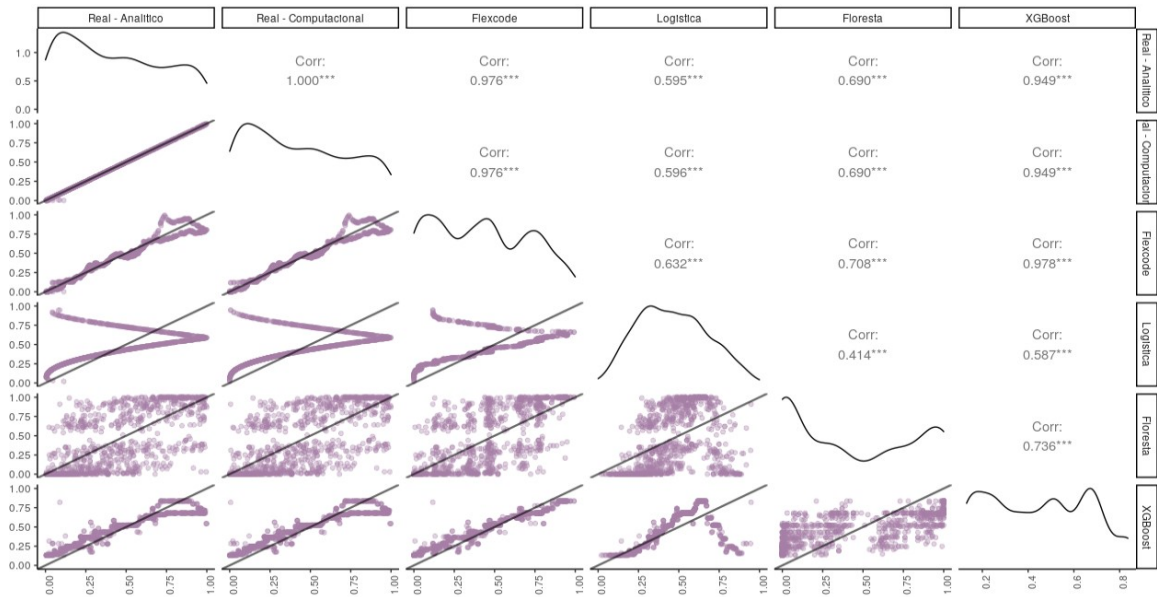 Real - Analítico Real - Computacional Flexcode Logística Floresta XGBoost
1.0
0.5
0.0
Corr:
1.000***
Corr:
0.976***
Corr:
0.595***
Corr:
0.690***
Corr:
0.949***
Real - Analítico
1.00
0.75
0.50
0.25
0.00
Corr:
0.976***
Corr:
0.596***
Corr:
0.690***
Corr:
0.949***
al - Computacion
1.00
0.75
0.50
0.25
0.00
Corr:
0.632***
Corr:
0.708***
Corr:
0.978***
Flexcode
1.00
0.75
0.50
0.25
0.00
Corr:
0.414***
Corr:
0.587***
Logística
1.00
0.75
0.50
0.25
0.00
Corr:
0.736***
Floresta
1.00
0.75
0.50
0.25
0.00
XGBoost
0.00 0.25 0.50 0.75 1.00 0.00 0.25 0.50 0.75 1.00 0.00 0.25 0.50 0.75 1.00 0.00 0.25 0.50 0.75 1.00 0.00 0.25 0.50 0.75 1.00 0.2 0.4 0.6 0.8